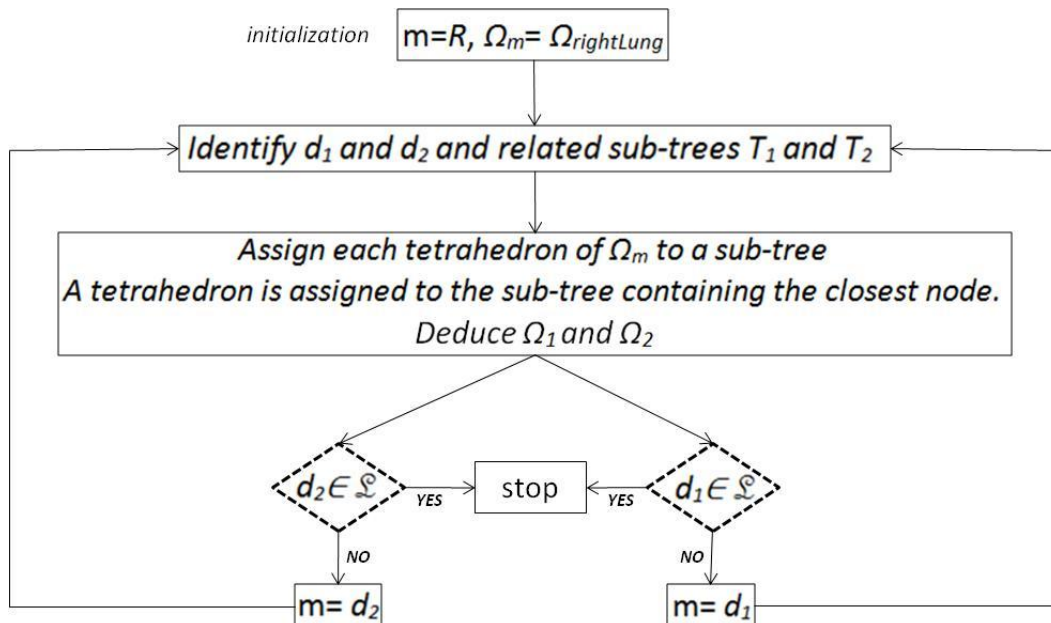 initialization
m=R, Ωₘ= Ω_rightLung
Identify d₁ and d₂ and related sub-trees T₁ and T₂
Assign each tetrahedron of Ωₘ to a sub-tree
A tetrahedron is assigned to the sub-tree containing the closest node.
Deduce Ω₁ and Ω₂
d₂∈ 𝔏
YES
stop
YES
d₁∈ 𝔏
NO
NO
m= d₂
m= d₁